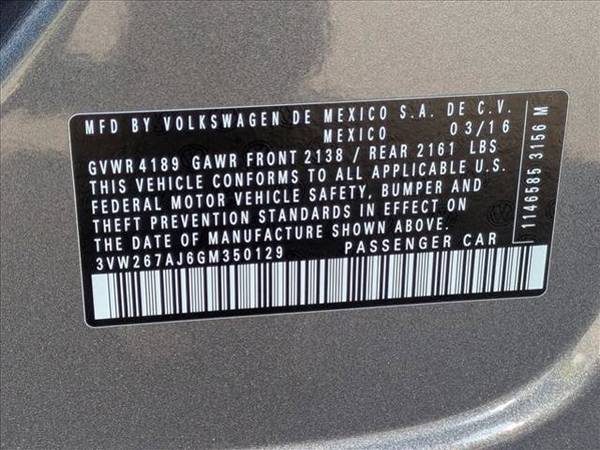 MFD BY VOLKSWAGEN DE MEXICO S.A. DE C.V.
MEXICO 03/16
GVWR 4189 GAWR FRONT 2138 / REAR 2161 LBS
THIS VEHICLE CONFORMS TO ALL APPLICABLE U.S.
FEDERAL MOTOR VEHICLE SAFETY, BUMPER AND
THEFT PREVENTION STANDARDS IN EFFECT ON
THE DATE OF MANUFACTURE SHOWN ABOVE.
3VW267AJ6GM350129 PASSENGER CAR
1146585 3156 M